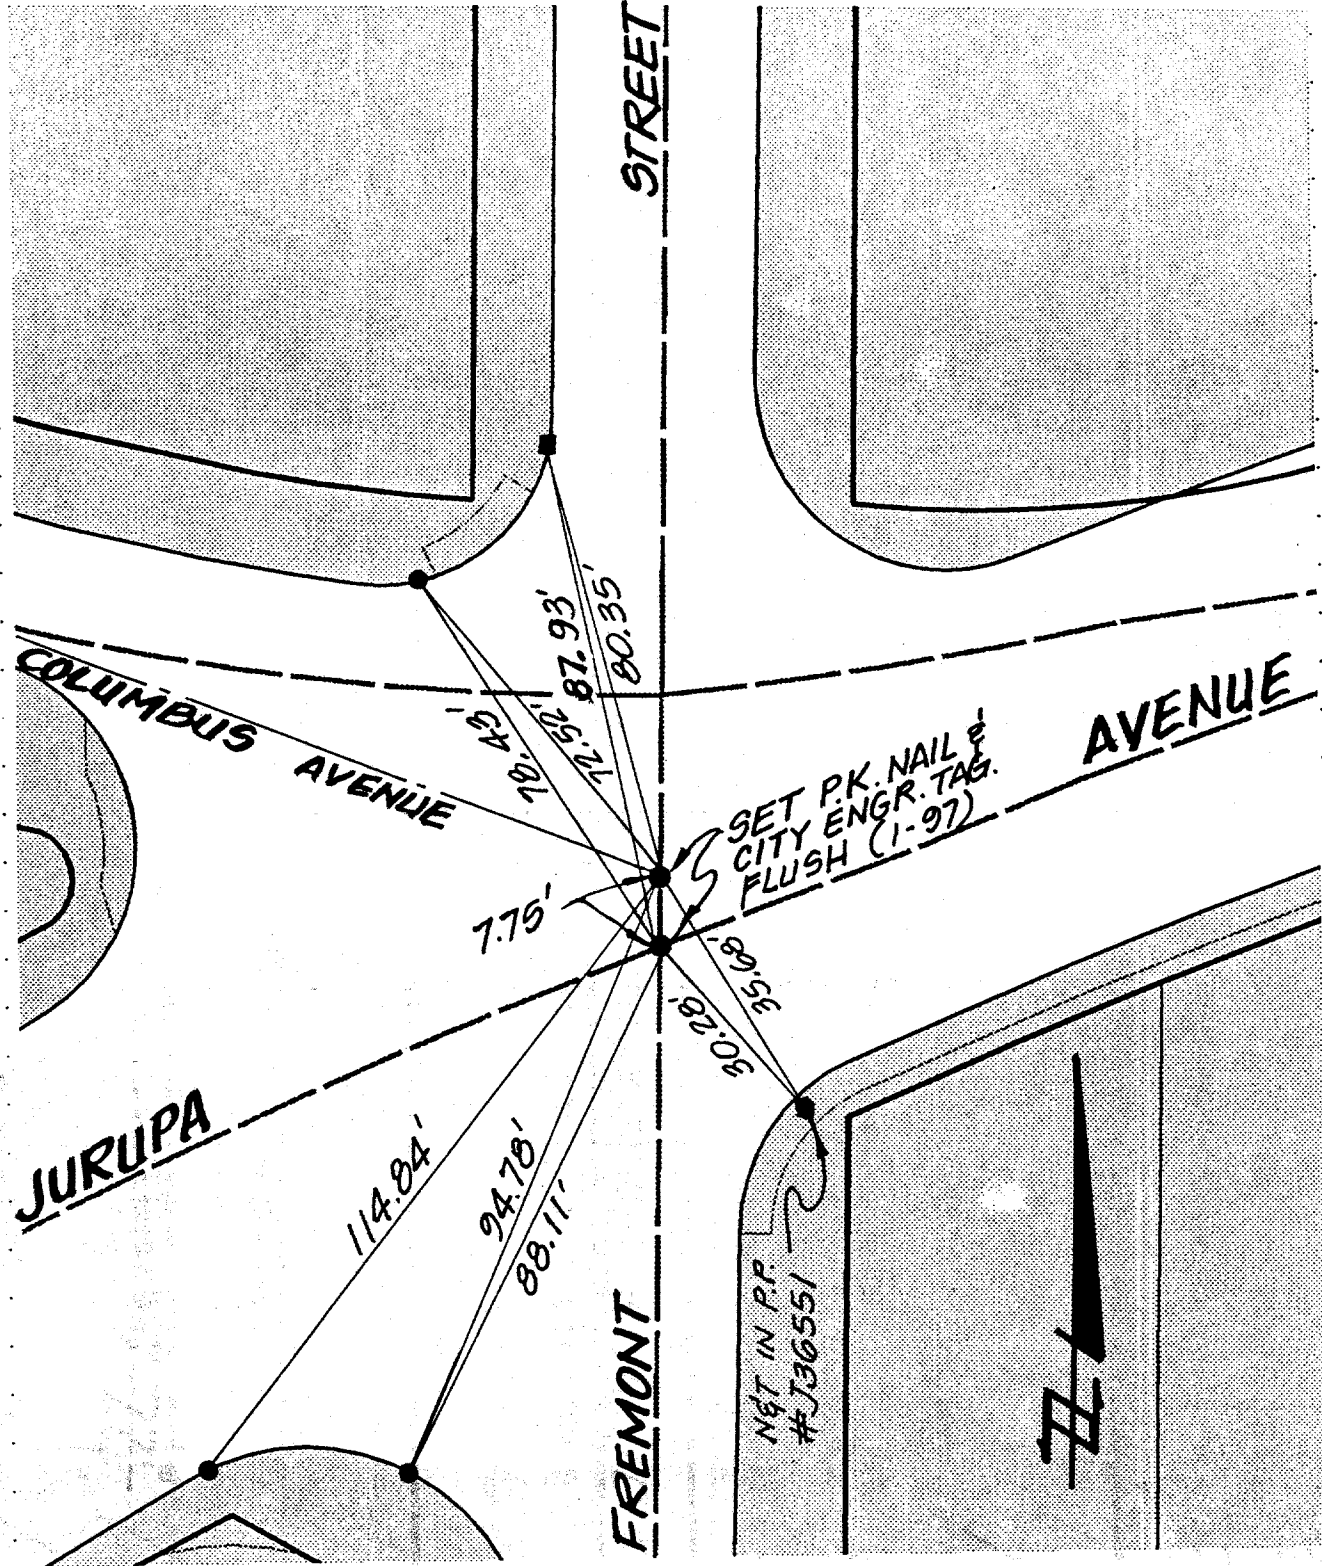 STREET
COLUMBUS
AVENUE
87.93'
80.35'
78.43'
72.52'
AVENUE
SET P.K. NAIL &
CITY ENGR. TAG.
FLUSH (1-97)
7.75'
35.68'
30.28'
JURUPA
114.84'
94.78'
88.11'
FREMONT
N&T IN P.P.
#J36551
N